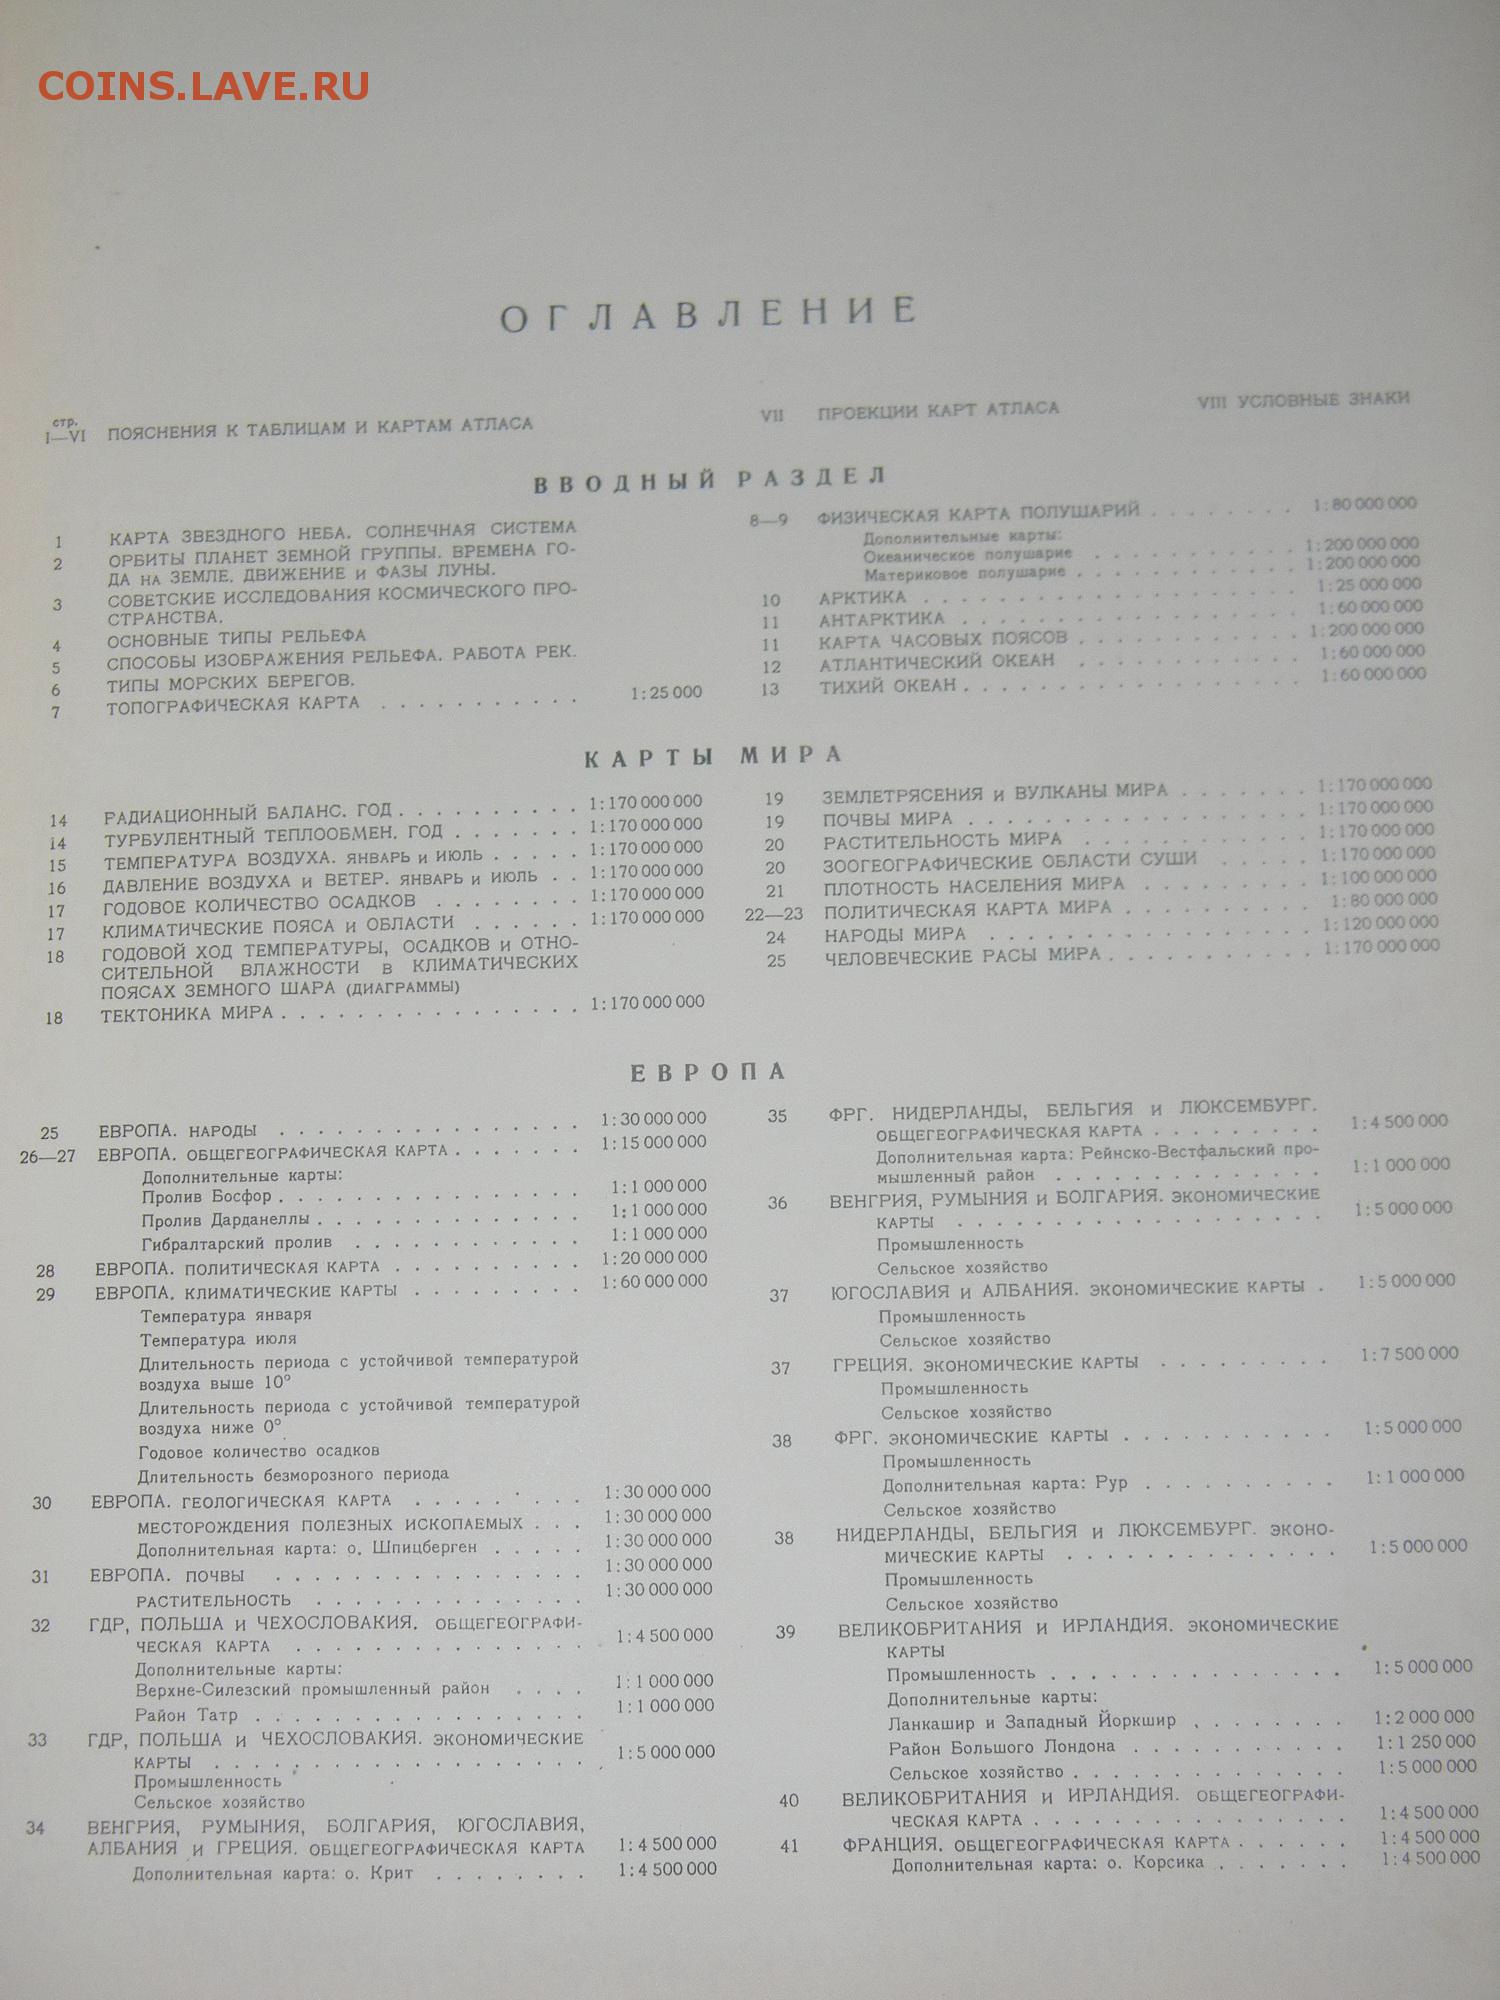 COINS.LAVE.RU
ОГЛАВЛЕНИЕ
стр.
I—VI ПОЯСНЕНИЯ К ТАБЛИЦАМ И КАРТАМ АТЛАСА
VII ПРОЕКЦИИ КАРТ АТЛАСА
VIII УСЛОВНЫЕ ЗНАКИ
ВВОДНЫЙ РАЗДЕЛ
1 КАРТА ЗВЕЗДНОГО НЕБА. СОЛНЕЧНАЯ СИСТЕМА
2 ОРБИТЫ ПЛАНЕТ ЗЕМНОЙ ГРУППЫ. ВРЕМЕНА ГО-
ДА НА ЗЕМЛЕ. ДВИЖЕНИЕ И ФАЗЫ ЛУНЫ.
3 СОВЕТСКИЕ ИССЛЕДОВАНИЯ КОСМИЧЕСКОГО ПРО-
СТРАНСТВА.
4 ОСНОВНЫЕ ТИПЫ РЕЛЬЕФА
5 СПОСОБЫ ИЗОБРАЖЕНИЯ РЕЛЬЕФА. РАБОТА РЕК.
6 ТИПЫ МОРСКИХ БЕРЕГОВ.
7 ТОПОГРАФИЧЕСКАЯ КАРТА . . . . . . . . . . . 1:25 000
8—9 ФИЗИЧЕСКАЯ КАРТА ПОЛУШАРИЙ . . . . . . . . 1:80 000 000
Дополнительные карты:
Океаническое полушарие . . . . . . . . . . 1:200 000 000
Материковое полушарие . . . . . . . . . . . 1:200 000 000
10 АРКТИКА . . . . . . . . . . . . . . . 1:25 000 000
11 АНТАРКТИКА . . . . . . . . . . . . . . 1:60 000 000
11 КАРТА ЧАСОВЫХ ПОЯСОВ . . . . . . . . . 1:200 000 000
12 АТЛАНТИЧЕСКИЙ ОКЕАН . . . . . . . . . 1:60 000 000
13 ТИХИЙ ОКЕАН . . . . . . . . . . . . . . 1:60 000 000
КАРТЫ МИРА
14 РАДИАЦИОННЫЙ БАЛАНС. ГОД . . . . . . . . . . 1:170 000 000
14 ТУРБУЛЕНТНЫЙ ТЕПЛООБМЕН. ГОД . . . . . . . 1:170 000 000
15 ТЕМПЕРАТУРА ВОЗДУХА. ЯНВАРЬ И ИЮЛЬ . . . . . 1:170 000 000
16 ДАВЛЕНИЕ ВОЗДУХА И ВЕТЕР. ЯНВАРЬ И ИЮЛЬ . . 1:170 000 000
17 ГОДОВОЕ КОЛИЧЕСТВО ОСАДКОВ . . . . . . . . 1:170 000 000
17 КЛИМАТИЧЕСКИЕ ПОЯСА И ОБЛАСТИ . . . . . . 1:170 000 000
18 ГОДОВОЙ ХОД ТЕМПЕРАТУРЫ, ОСАДКОВ И ОТНО-
СИТЕЛЬНОЙ ВЛАЖНОСТИ В КЛИМАТИЧЕСКИХ
ПОЯСАХ ЗЕМНОГО ШАРА (ДИАГРАММЫ)
18 ТЕКТОНИКА МИРА . . . . . . . . . . . . . . . . 1:170 000 000
19 ЗЕМЛЕТРЯСЕНИЯ И ВУЛКАНЫ МИРА . . . . . . . 1:170 000 000
19 ПОЧВЫ МИРА . . . . . . . . . . . . . . 1:170 000 000
20 РАСТИТЕЛЬНОСТЬ МИРА . . . . . . . . . . 1:170 000 000
20 ЗООГЕОГРАФИЧЕСКИЕ ОБЛАСТИ СУШИ . . . . . 1:170 000 000
21 ПЛОТНОСТЬ НАСЕЛЕНИЯ МИРА . . . . . . . . . 1:100 000 000
22—23 ПОЛИТИЧЕСКАЯ КАРТА МИРА . . . . . . . . . . 1:80 000 000
24 НАРОДЫ МИРА . . . . . . . . . . . . . . 1:120 000 000
25 ЧЕЛОВЕЧЕСКИЕ РАСЫ МИРА . . . . . . . . . . . 1:170 000 000
ЕВРОПА
25 ЕВРОПА. НАРОДЫ . . . . . . . . . . . . . . . . 1:30 000 000
26—27 ЕВРОПА. ОБЩЕГЕОГРАФИЧЕСКАЯ КАРТА . . . . . . . 1:15 000 000
Дополнительные карты:
Пролив Босфор . . . . . . . . . . . . . . . . 1:1 000 000
Пролив Дарданеллы . . . . . . . . . . . . . . 1:1 000 000
Гибралтарский пролив . . . . . . . . . . . . 1:1 000 000
28 ЕВРОПА. ПОЛИТИЧЕСКАЯ КАРТА . . . . . . . . . . 1:20 000 000
29 ЕВРОПА. КЛИМАТИЧЕСКИЕ КАРТЫ . . . . . . . . . 1:60 000 000
Температура января
Температура июля
Длительность периода с устойчивой температурой
воздуха выше 10°
Длительность периода с устойчивой температурой
воздуха ниже 0°
Годовое количество осадков
Длительность безморозного периода
30 ЕВРОПА. ГЕОЛОГИЧЕСКАЯ КАРТА . . . . . . . . . 1:30 000 000
МЕСТОРОЖДЕНИЯ ПОЛЕЗНЫХ ИСКОПАЕМЫХ . . . 1:30 000 000
Дополнительная карта: о. Шпицберген . . . . . 1:30 000 000
31 ЕВРОПА. ПОЧВЫ . . . . . . . . . . . . . . . . 1:30 000 000
РАСТИТЕЛЬНОСТЬ . . . . . . . . . . . . . . 1:30 000 000
32 ГДР, ПОЛЬША И ЧЕХОСЛОВАКИЯ. ОБЩЕГЕОГРАФИ-
ЧЕСКАЯ КАРТА . . . . . . . . . . . . . . . 1:4 500 000
Дополнительные карты:
Верхне-Силезский промышленный район . . . . 1:1 000 000
Район Татр . . . . . . . . . . . . . . . . . 1:1 000 000
33 ГДР, ПОЛЬША И ЧЕХОСЛОВАКИЯ. ЭКОНОМИЧЕСКИЕ
КАРТЫ . . . . . . . . . . . . . . . . . . 1:5 000 000
Промышленность
Сельское хозяйство
34 ВЕНГРИЯ, РУМЫНИЯ, БОЛГАРИЯ, ЮГОСЛАВИЯ,
АЛБАНИЯ И ГРЕЦИЯ. ОБЩЕГЕОГРАФИЧЕСКАЯ КАРТА 1:4 500 000
Дополнительная карта: о. Крит . . . . . . . . 1:4 500 000
35 ФРГ. НИДЕРЛАНДЫ, БЕЛЬГИЯ И ЛЮКСЕМБУРГ.
ОБЩЕГЕОГРАФИЧЕСКАЯ КАРТА . . . . . . . . . 1:4 500 000
Дополнительная карта: Рейнско-Вестфальский про-
мышленный район . . . . . . . . . . . . . 1:1 000 000
36 ВЕНГРИЯ, РУМЫНИЯ И БОЛГАРИЯ. ЭКОНОМИЧЕСКИЕ
КАРТЫ . . . . . . . . . . . . . . . . . 1:5 000 000
Промышленность
Сельское хозяйство
37 ЮГОСЛАВИЯ И АЛБАНИЯ. ЭКОНОМИЧЕСКИЕ КАРТЫ . 1:5 000 000
Промышленность
Сельское хозяйство
37 ГРЕЦИЯ. ЭКОНОМИЧЕСКИЕ КАРТЫ . . . . . . . . 1:7 500 000
Промышленность
Сельское хозяйство
38 ФРГ. ЭКОНОМИЧЕСКИЕ КАРТЫ . . . . . . . . . . 1:5 000 000
Промышленность
Дополнительная карта: Рур . . . . . . . . . . 1:1 000 000
Сельское хозяйство
38 НИДЕРЛАНДЫ, БЕЛЬГИЯ И ЛЮКСЕМБУРГ. ЭКОНО-
МИЧЕСКИЕ КАРТЫ . . . . . . . . . . . . . 1:5 000 000
Промышленность
Сельское хозяйство
39 ВЕЛИКОБРИТАНИЯ И ИРЛАНДИЯ. ЭКОНОМИЧЕСКИЕ
КАРТЫ
Промышленность . . . . . . . . . . . . . . 1:5 000 000
Дополнительные карты:
Ланкашир и Западный Йоркшир . . . . . . . . 1:2 000 000
Район Большого Лондона . . . . . . . . . . . 1:1 250 000
Сельское хозяйство . . . . . . . . . . . . . 1:5 000 000
40 ВЕЛИКОБРИТАНИЯ И ИРЛАНДИЯ. ОБЩЕГЕОГРАФИ-
ЧЕСКАЯ КАРТА . . . . . . . . . . . . . . . 1:4 500 000
41 ФРАНЦИЯ. ОБЩЕГЕОГРАФИЧЕСКАЯ КАРТА . . . . . . 1:4 500 000
Дополнительная карта: о. Корсика . . . . . . . 1:4 500 000